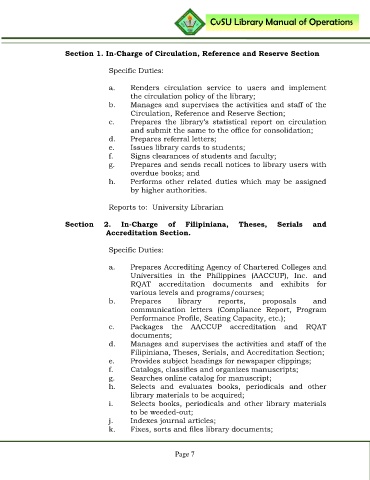 CvSU Library Manual of Operations
Section 1. In-Charge of Circulation, Reference and Reserve Section
Specific Duties:
a. Renders circulation service to users and implement
the circulation policy of the library;
b. Manages and supervises the activities and staff of the
Circulation, Reference and Reserve Section;
c. Prepares the library's statistical report on circulation
and submit the same to the office for consolidation;
d. Prepares referral letters;
e. Issues library cards to students;
f. Signs clearances of students and faculty;
g. Prepares and sends recall notices to library users with
overdue books; and
h. Performs other related duties which may be assigned
by higher authorities.
Reports to: University Librarian
Section 2. In-Charge of Filipiniana, Theses, Serials and
Accreditation Section.
Specific Duties:
a. Prepares Accrediting Agency of Chartered Colleges and
Universities in the Philippines (AACCUP), Inc. and
RQAT accreditation documents and exhibits for
various levels and programs/courses;
b. Prepares library reports, proposals and
communication letters (Compliance Report, Program
Performance Profile, Seating Capacity, etc.);
c. Packages the AACCUP accreditation and RQAT
documents;
d. Manages and supervises the activities and staff of the
Filipiniana, Theses, Serials, and Accreditation Section;
e. Provides subject headings for newspaper clippings;
f. Catalogs, classifies and organizes manuscripts;
g. Searches online catalog for manuscript;
h. Selects and evaluates books, periodicals and other
library materials to be acquired;
i. Selects books, periodicals and other library materials
to be weeded-out;
j. Indexes journal articles;
k. Fixes, sorts and files library documents;
Page 7